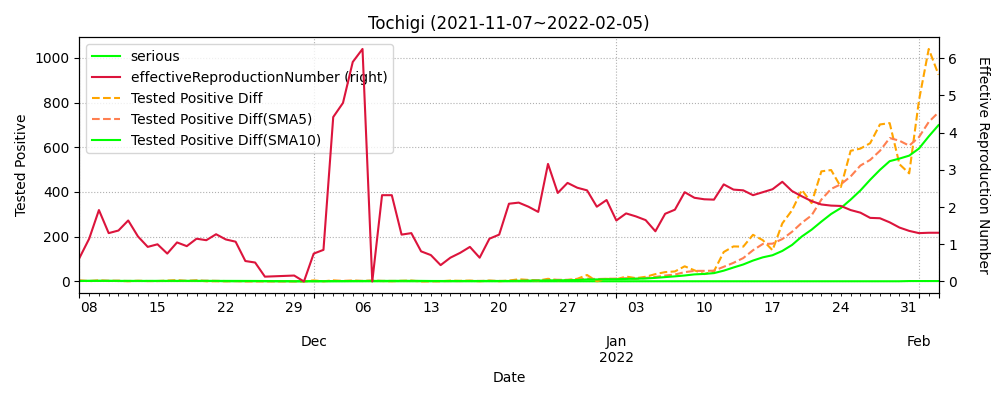 Tochigi (2021-11-07~2022-02-05)
serious
effectiveReproductionNumber (right)
Tested Positive Diff
Tested Positive Diff(SMA5)
Tested Positive Diff(SMA10)
Tested Positive
1000
800
600
400
200
0
Effective Reproduction Number
6
5
4
3
2
1
0
08 15 22 29 06 13 20 27 03 10 17 24 31
Dec Jan Feb
2022
Date